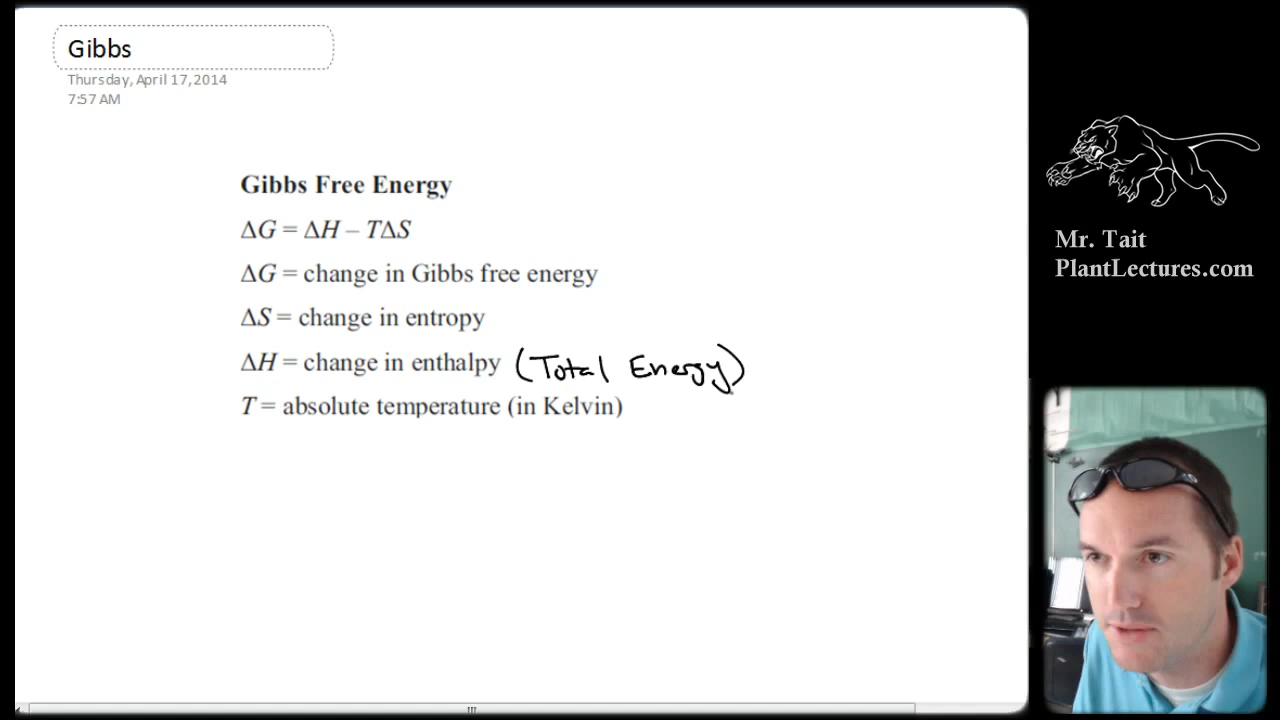 Gibbs
Thursday, April 17, 2014
7:57 AM
Gibbs Free Energy
ΔG = ΔH – TΔS
ΔG = change in Gibbs free energy
ΔS = change in entropy
ΔH = change in enthalpy (Total Energy)
T = absolute temperature (in Kelvin)
Mr. Tait
PlantLectures.com